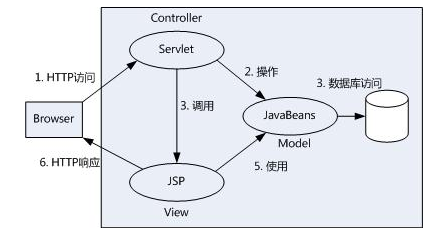 Controller
Servlet
1. HTTP访问
2. 操作
3. 数据库访问
3. 调用
Browser
JavaBeans
Model
6. HTTP响应
5. 使用
JSP
View